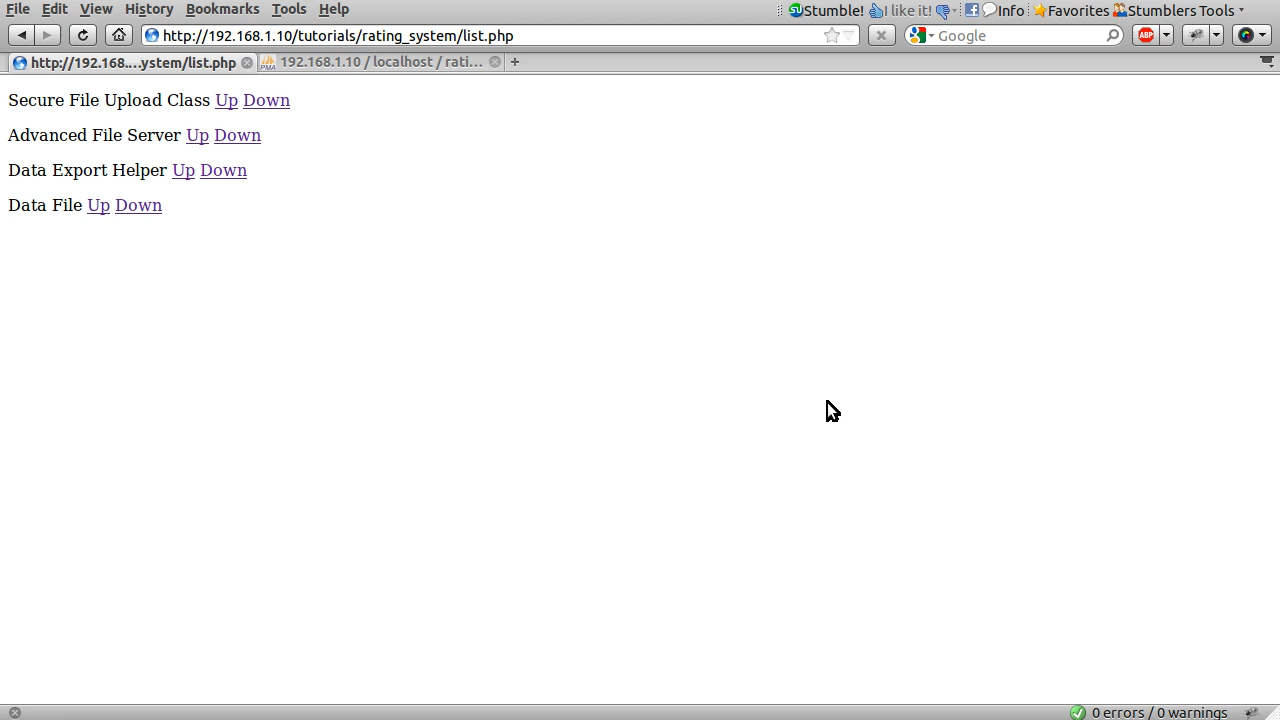 File Edit View History Bookmarks Tools Help Stumble! I like it! Info Favorites Stumblers Tools
http://192.168.1.10/tutorials/rating_system/list.php Google ABP
http://192.168....ystem/list.php PMA 192.168.1.10 / localhost / rati... +
Secure File Upload Class Up Down
Advanced File Server Up Down
Data Export Helper Up Down
Data File Up Down
0 errors / 0 warnings